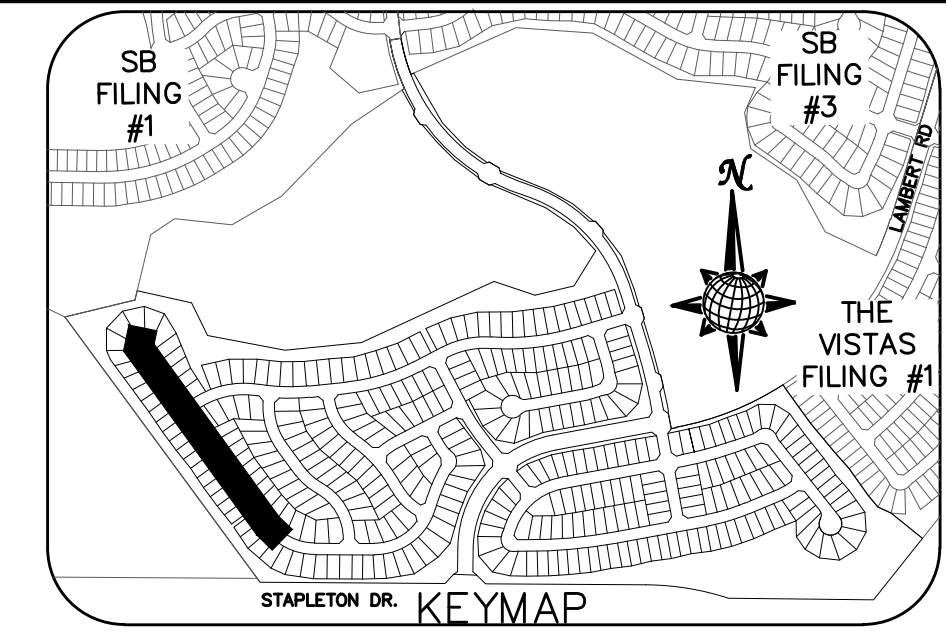 SB
FILING
#1
SB
FILING
#3
LAMBERT RD
N
THE
VISTAS
FILING #1
STAPLETON DR.
KEYMAP